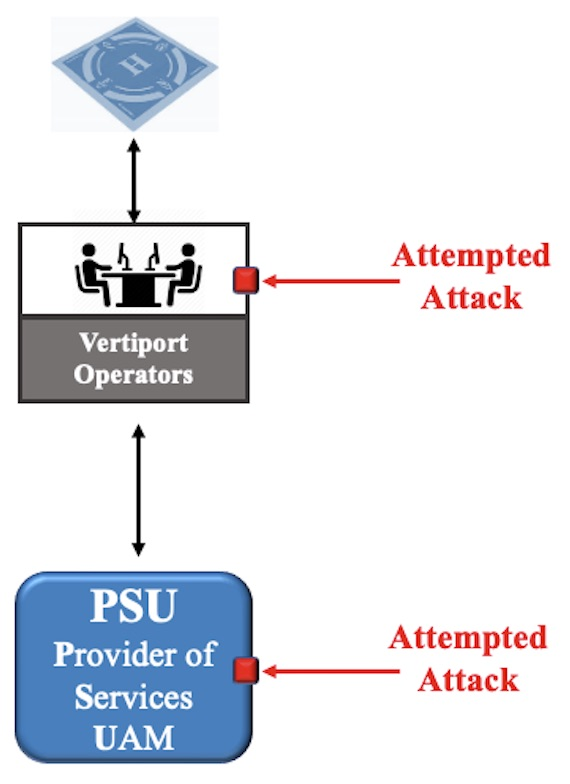 H
Attempted
Attack
Vertiport
Operators
PSU
Provider of
Services
UAM
Attempted
Attack